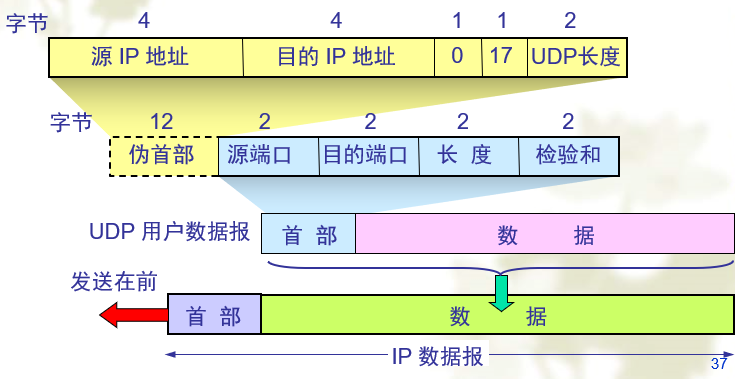 字节 4 4 1 1 2
源 IP 地址 目的 IP 地址 0 17 UDP长度
字节 12 2 2 2 2
伪首部 源端口 目的端口 长 度 检验和
UDP 用户数据报 首 部 数 据
发送在前
首 部 数 据
IP 数据报
37